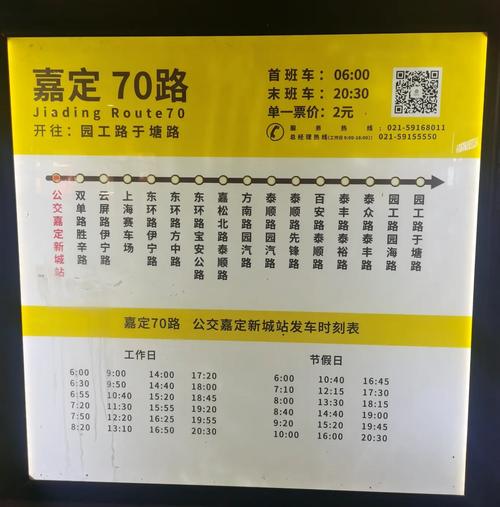 嘉定 70路
Jiading Route70
开往：园工路于塘路
首班车：06:00
末班车：20:30
单一票价：2元
服务热线：021-59168011
总经理热线(工作日9:00-16:00)：021-59155550
公交嘉定新城站
双单路胜辛路
云屏路伊宁路
上海赛车场
东环路伊宁路
东环路方中路
东环路宝安公路
嘉松北路泰顺路
方南路园汽路
泰顺路园汽路
泰顺路先锋路
百安路泰顺路
泰丰路泰裕路
泰众路泰丰路
园工路园海路
园工路于塘路
嘉定70路 公交嘉定新城站发车时刻表
工作日
6:00 9:00 14:00 17:20
6:30 9:50 14:40 18:00
6:55 10:40 15:20 18:45
7:20 11:30 15:55 19:20
7:50 12:20 16:25 19:55
8:20 13:10 16:50 20:30
节假日
6:00 10:40 16:45
7:10 12:15 17:30
8:00 13:30 18:15
8:40 14:40 19:00
9:20 15:20 19:45
10:00 16:00 20:30